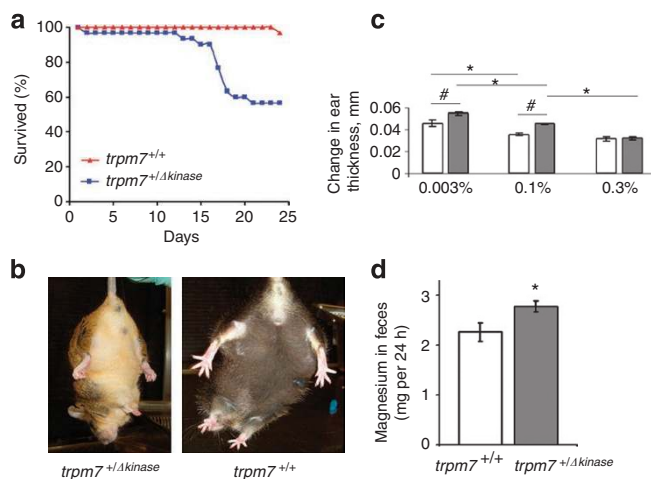 a
Survived (%)
100
80
60
40
20
0
trpm7 +/+
trpm7 +/Δkinase
0 5 10 15 20 25
Days
b
trpm7 +/Δkinase
trpm7 +/+
c
Change in ear
thickness, mm
0.06
0.04
0.02
0
* * *
# #
0.003% 0.1% 0.3%
d
Magnesium in feces
(mg per 24 h)
3
2
1
0
*
trpm7 +/+ trpm7 +/Δkinase